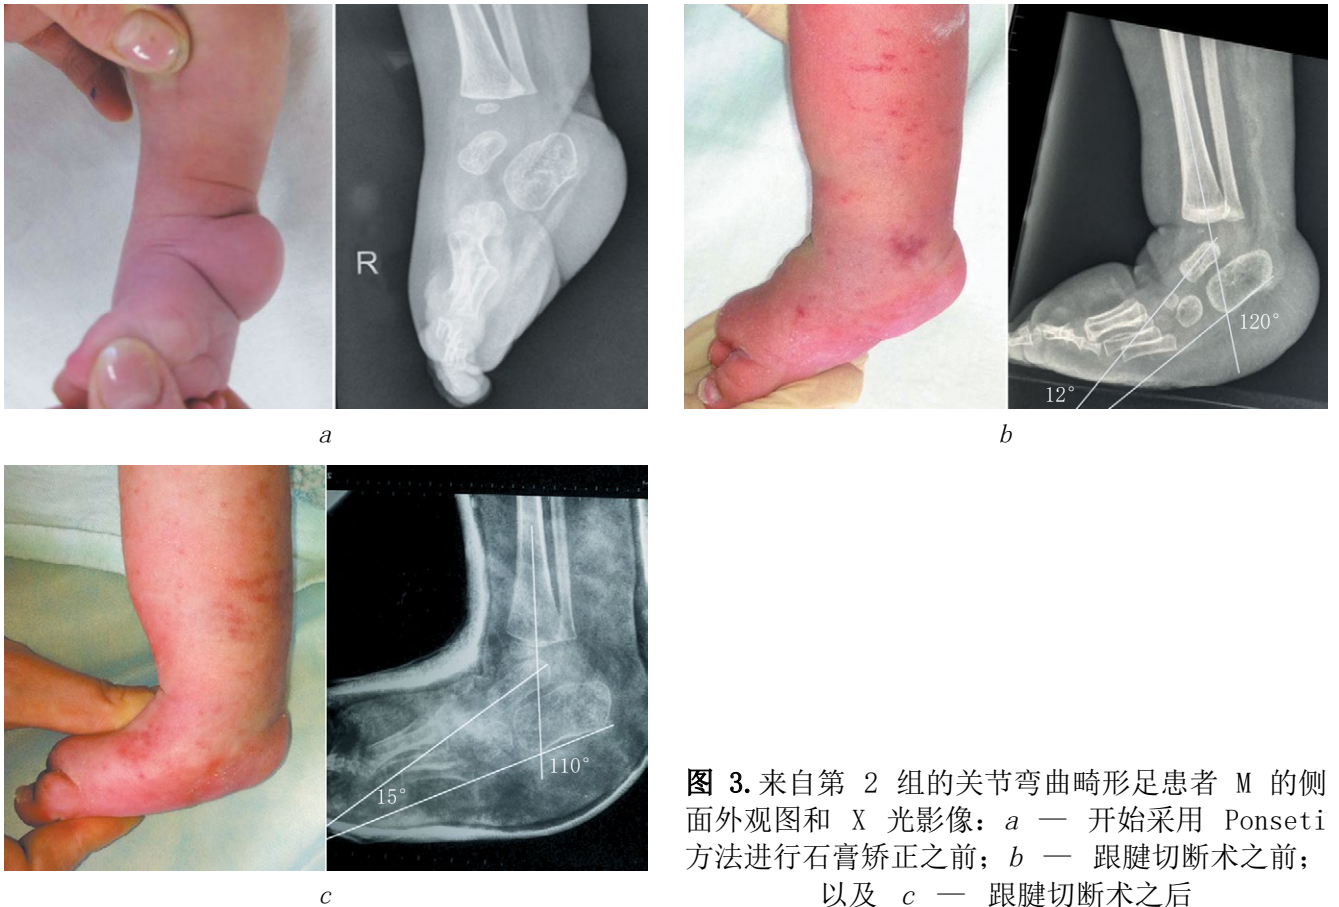 R
120°
12°
a
b
110°
15°
c
图 3. 来自第 2 组的关节弯曲畸形足患者 M 的侧
面外观图和 X 光影像：a — 开始采用 Ponseti
方法进行石膏矫正之前；b — 跟腱切断术之前；
以及 c — 跟腱切断术之后